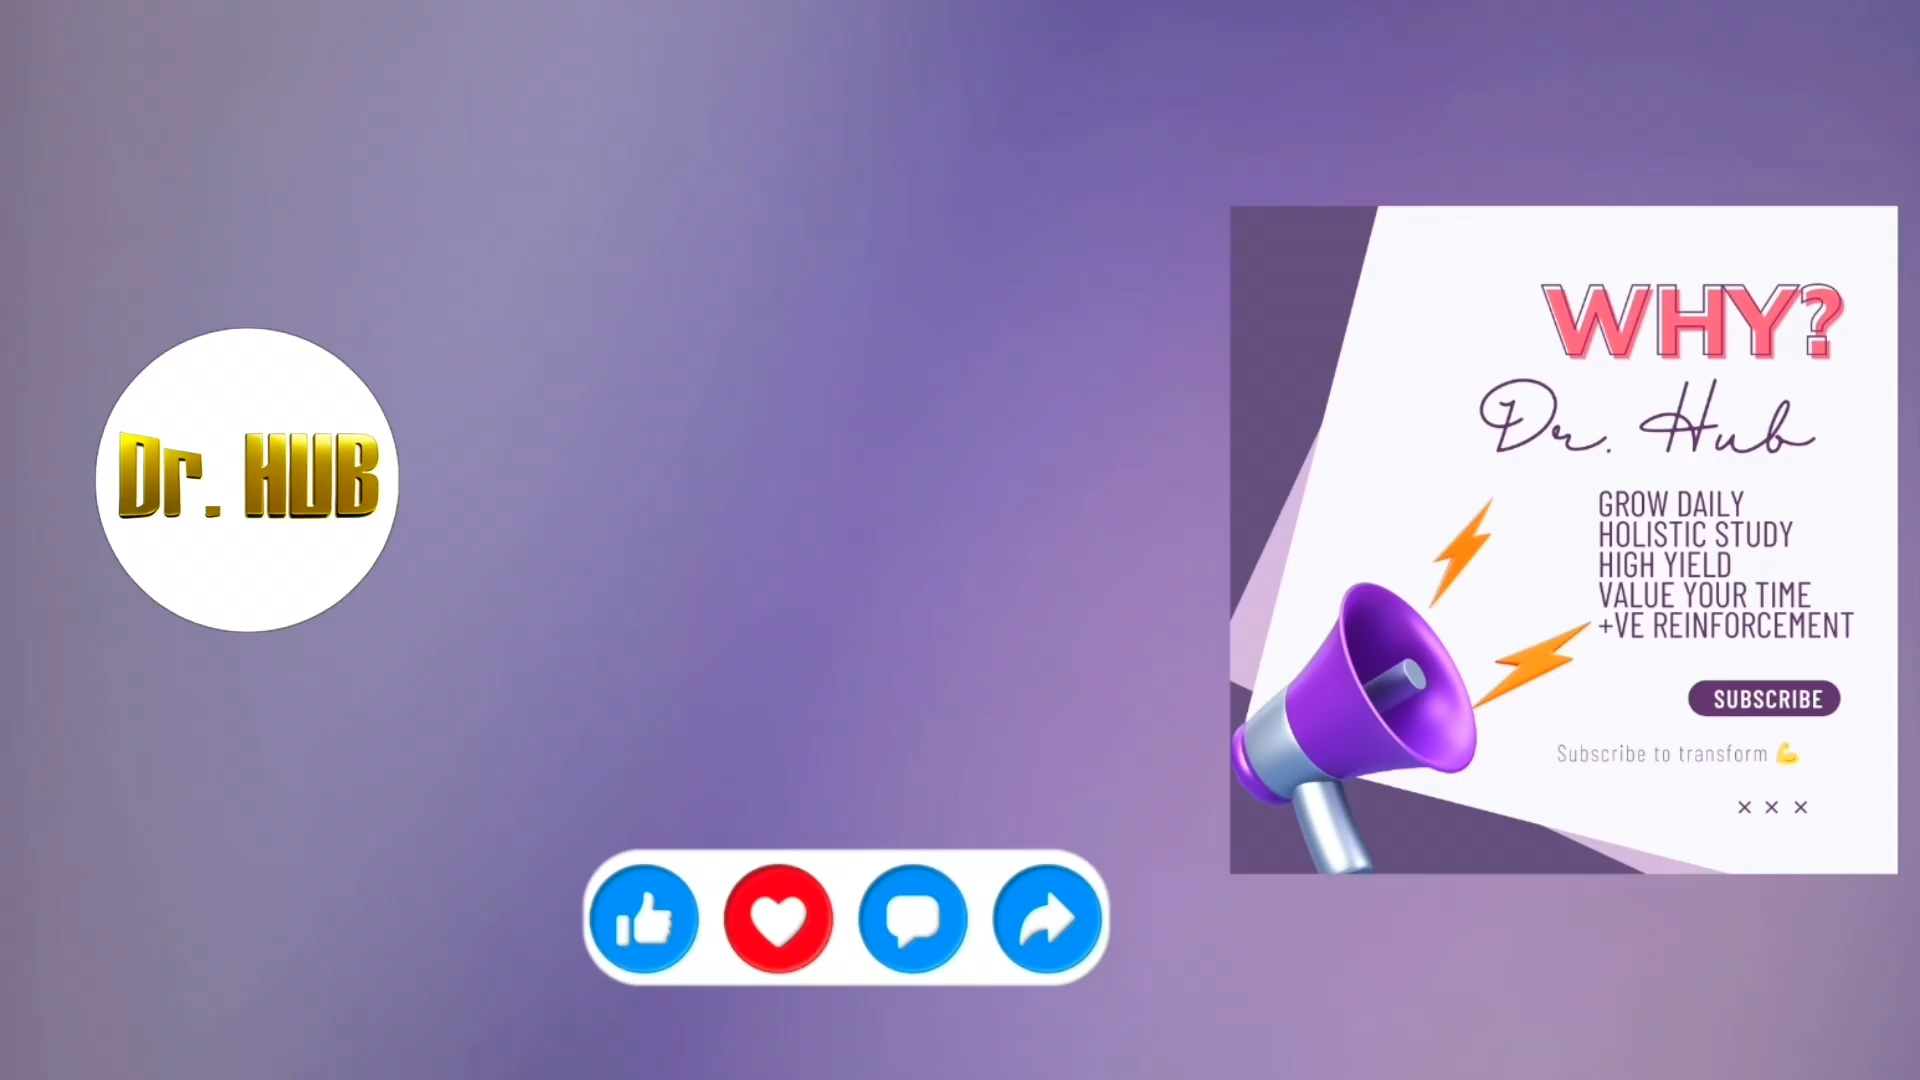 Dr. HUB
WHY?
Dr. Hub
GROW DAILY
HOLISTIC STUDY
HIGH YIELD
VALUE YOUR TIME
+VE REINFORCEMENT
SUBSCRIBE
Subscribe to transform 💪
× × ×